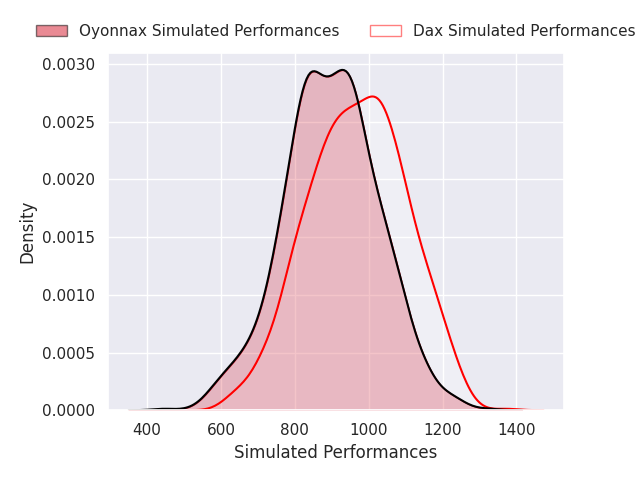 Oyonnax Simulated Performances
Dax Simulated Performances
0.0030
0.0025
0.0020
0.0015
0.0010
0.0005
0.0000
Density
400 600 800 1000 1200 1400
Simulated Performances